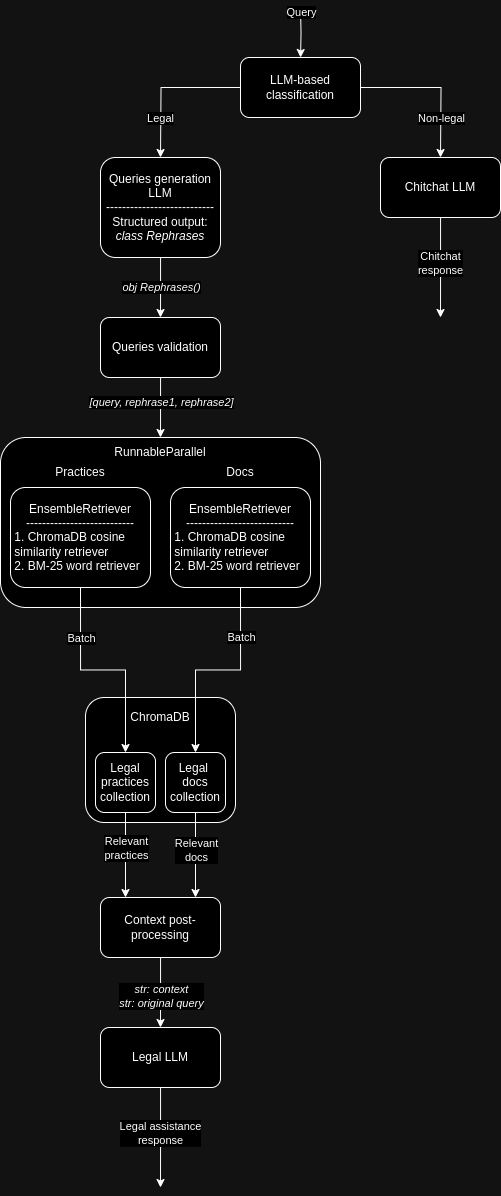 Query
LLM-based
classification
Legal
Non-legal
Queries generation
LLM
---------------------------
Structured output:
class Rephrases
Chitchat LLM
Chitchat
response
obj Rephrases()
Queries validation
[query, rephrase1, rephrase2]
RunnableParallel
Practices
Docs
EnsembleRetriever
---------------------------
1. ChromaDB cosine
similarity retriever
2. BM-25 word retriever
EnsembleRetriever
---------------------------
1. ChromaDB cosine
similarity retriever
2. BM-25 word retriever
Batch
Batch
ChromaDB
Legal
practices
collection
Legal
docs
collection
Relevant
practices
Relevant
docs
Context post-
processing
str: context
str: original query
Legal LLM
Legal assistance
response